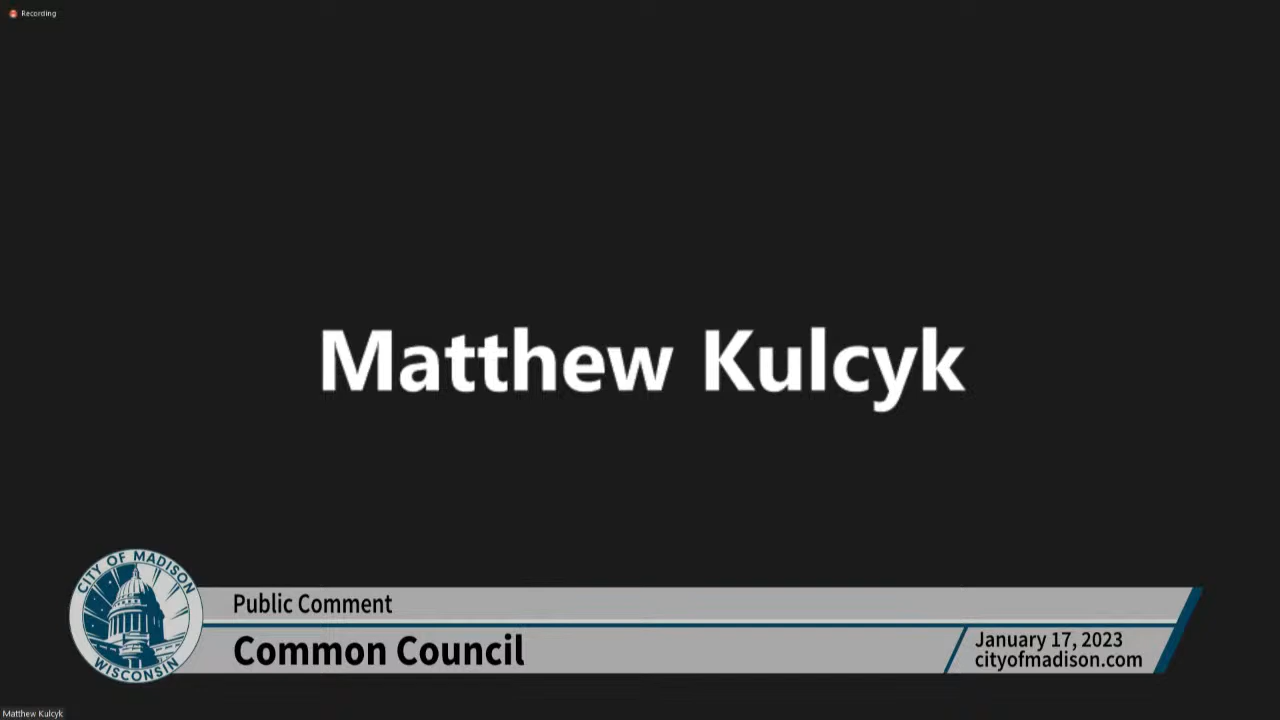 Recording
Matthew Kulcyk
CITY OF MADISON
WISCONSIN
Public Comment
Common Council
January 17, 2023
cityofmadison.com
Matthew Kulcyk